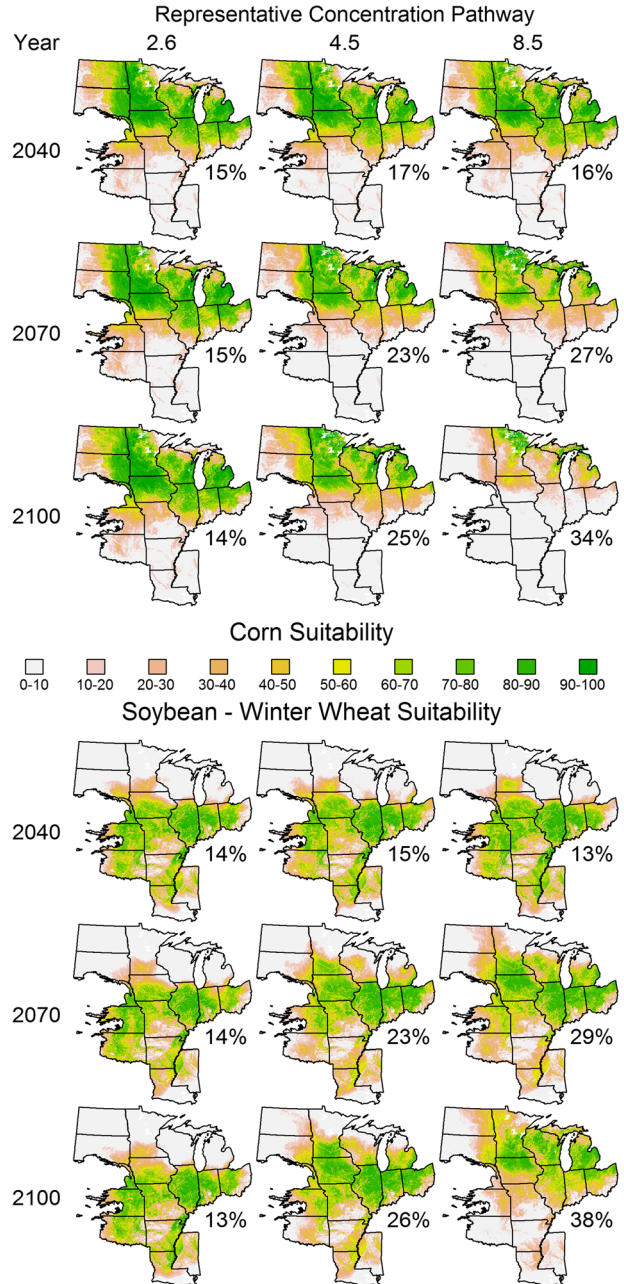 Representative Concentration Pathway
Year 2.6 4.5 8.5
2040
15% 17% 16%
2070
15% 23% 27%
2100
14% 25% 34%
Corn Suitability
0-10 10-20 20-30 30-40 40-50 50-60 60-70 70-80 80-90 90-100
Soybean - Winter Wheat Suitability
2040
14% 15% 13%
2070
14% 23% 29%
2100
13% 26% 38%